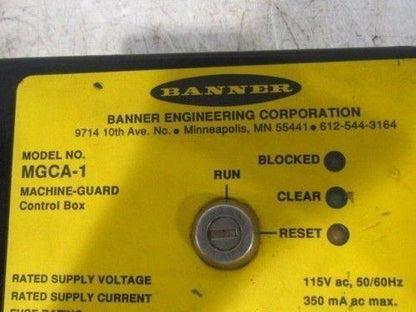 BANNER
BANNER ENGINEERING CORPORATION
9714 10th Ave. No. • Minneapolis, MN 55441 • 612-544-3164
MODEL NO.
MGCA-1
MACHINE-GUARD
Control Box
RUN
BLOCKED
CLEAR
RESET
RATED SUPPLY VOLTAGE 115V ac, 50/60Hz
RATED SUPPLY CURRENT 350 mA ac max.
FUSE RATING